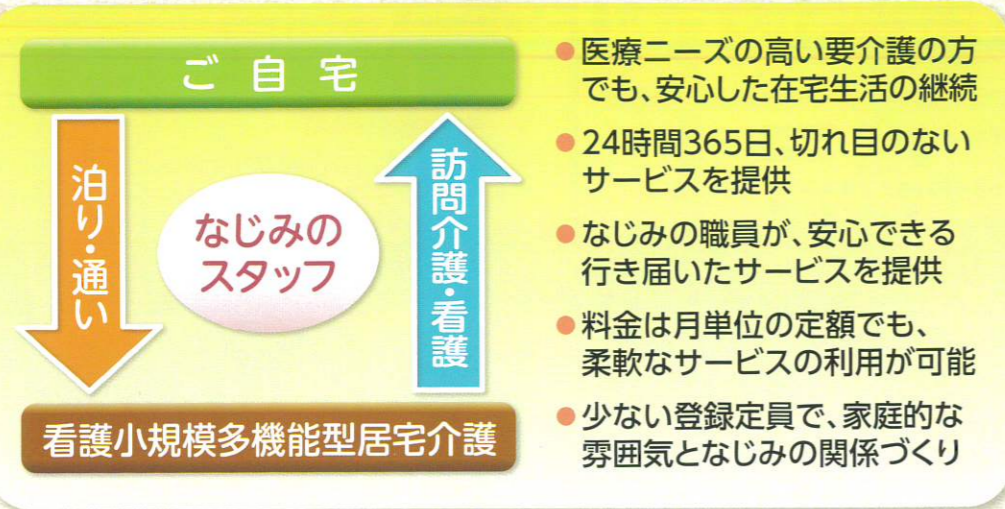 ご自宅
泊り・通い
なじみの
スタッフ
訪問介護・看護
看護小規模多機能型居宅介護
●医療ニーズの高い要介護の方
でも、安心した在宅生活の継続
●24時間365日、切れ目のない
サービスを提供
●なじみの職員が、安心できる
行き届いたサービスを提供
●料金は月単位の定額でも、
柔軟なサービスの利用が可能
●少ない登録定員で、家庭的な
雰囲気となじみの関係づくり